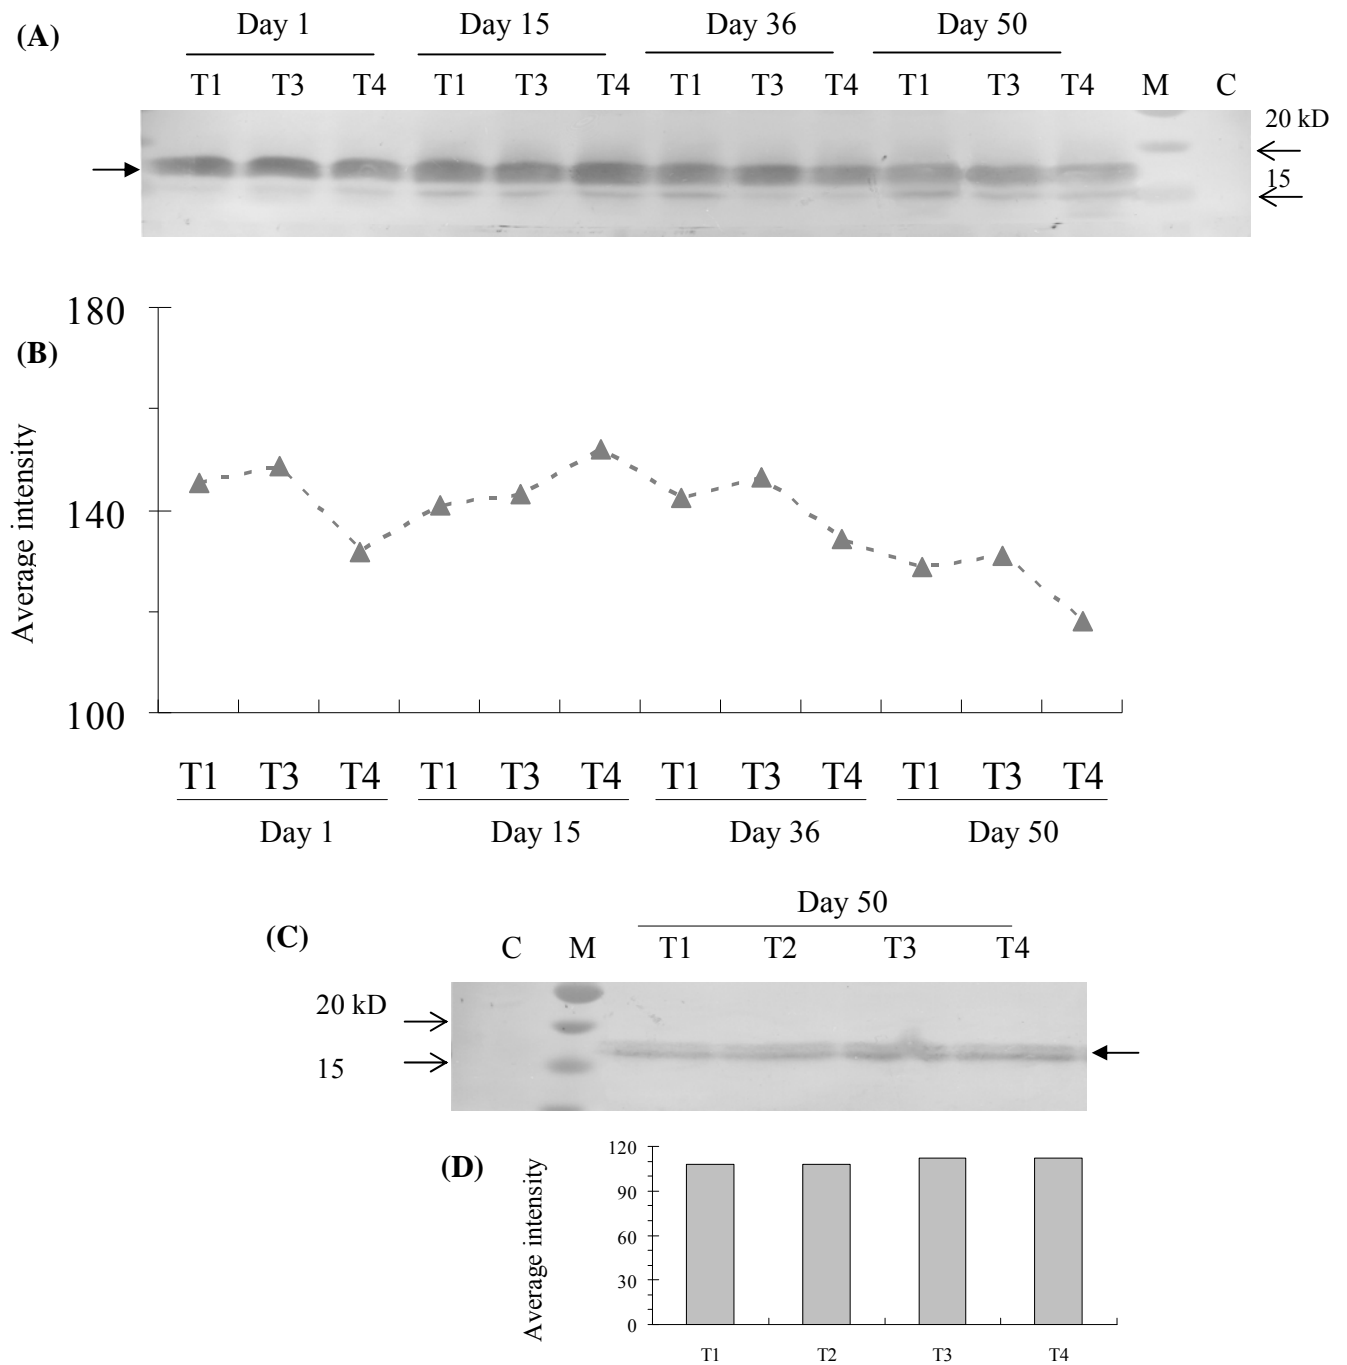 (A)
Day 1 Day 15 Day 36 Day 50
T1 T3 T4 T1 T3 T4 T1 T3 T4 T1 T3 T4 M C
20 kD
15
(B)
Average intensity
180
140
100
T1 T3 T4 T1 T3 T4 T1 T3 T4 T1 T3 T4
Day 1 Day 15 Day 36 Day 50
(C)
Day 50
C M T1 T2 T3 T4
20 kD
15
(D)
Average intensity
120
90
60
30
0
T1 T2 T3 T4